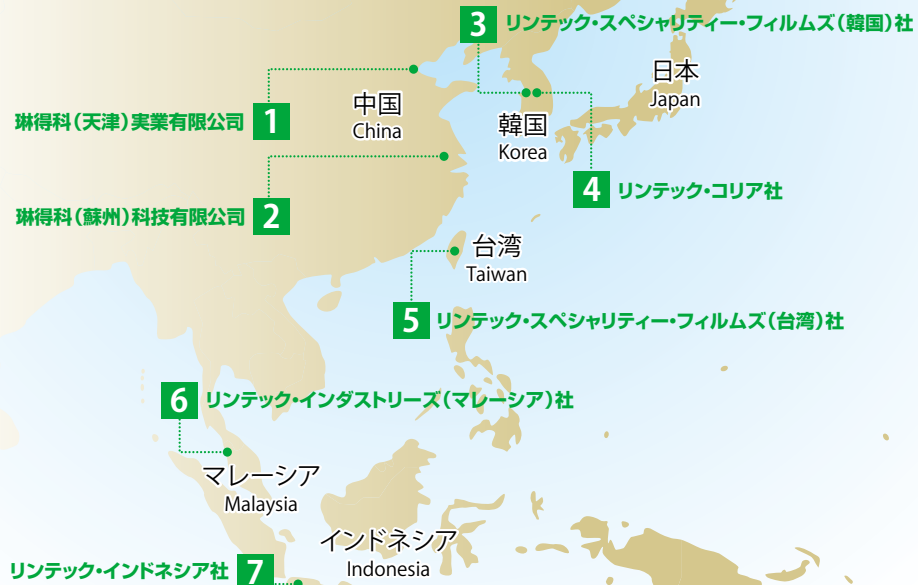 3 リンテック・スペシャリティー・フィルムズ(韓国)社
日本
Japan
中国
China
琳得科(天津)実業有限公司 1
韓国
Korea
4 リンテック・コリア社
琳得科(蘇州)科技有限公司 2
台湾
Taiwan
5 リンテック・スペシャリティー・フィルムズ(台湾)社
6 リンテック・インダストリーズ(マレーシア)社
マレーシア
Malaysia
インドネシア
Indonesia
リンテック・インドネシア社 7